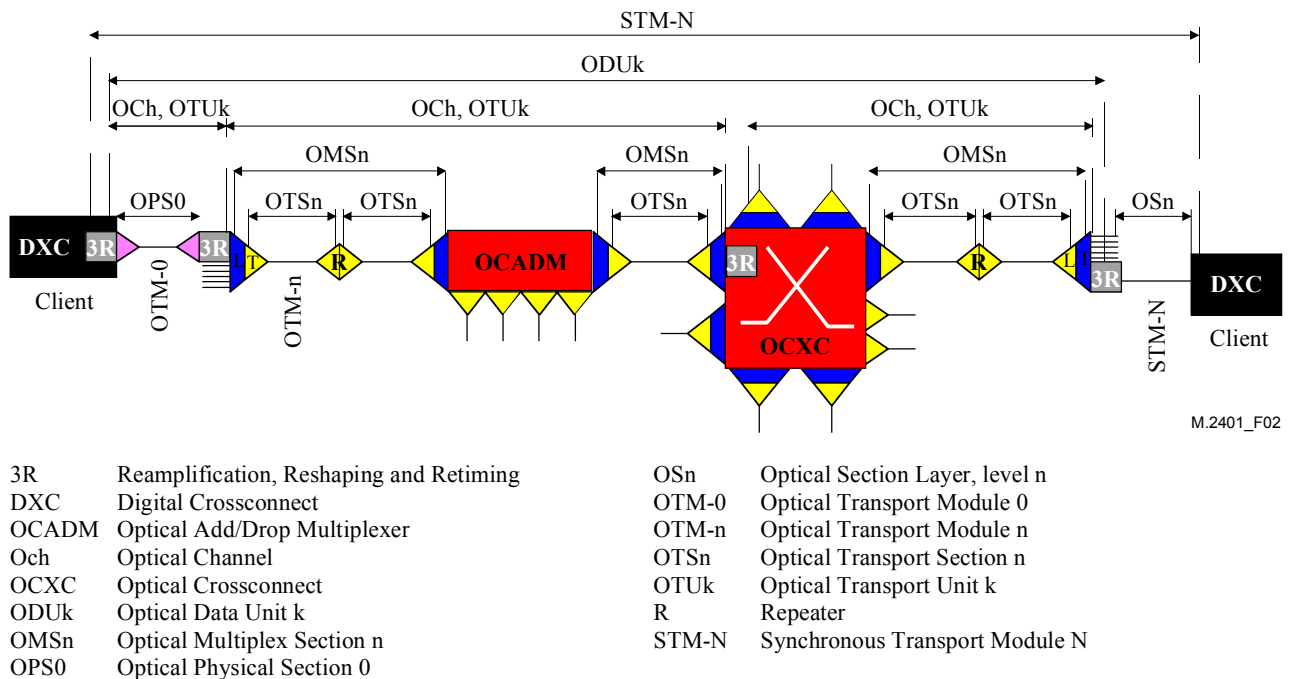 STM-N
ODUk
OCh, OTUk OCh, OTUk OCh, OTUk
OMSn OMSn OMSn
OPS0 OTSn OTSn OTSn OTSn OTSn OSn
DXC 3R 3R L T R OCADM 3R R L T 3R DXC
Client OTM-0 OTM-n OCXC STM-N Client
M.2401_F02
3R Reamplification, Reshaping and Retiming
DXC Digital Crossconnect
OCADM Optical Add/Drop Multiplexer
Och Optical Channel
OCXC Optical Crossconnect
ODUk Optical Data Unit k
OMSn Optical Multiplex Section n
OPS0 Optical Physical Section 0
OSn Optical Section Layer, level n
OTM-0 Optical Transport Module 0
OTM-n Optical Transport Module n
OTSn Optical Transport Section n
OTUk Optical Transport Unit k
R Repeater
STM-N Synchronous Transport Module N